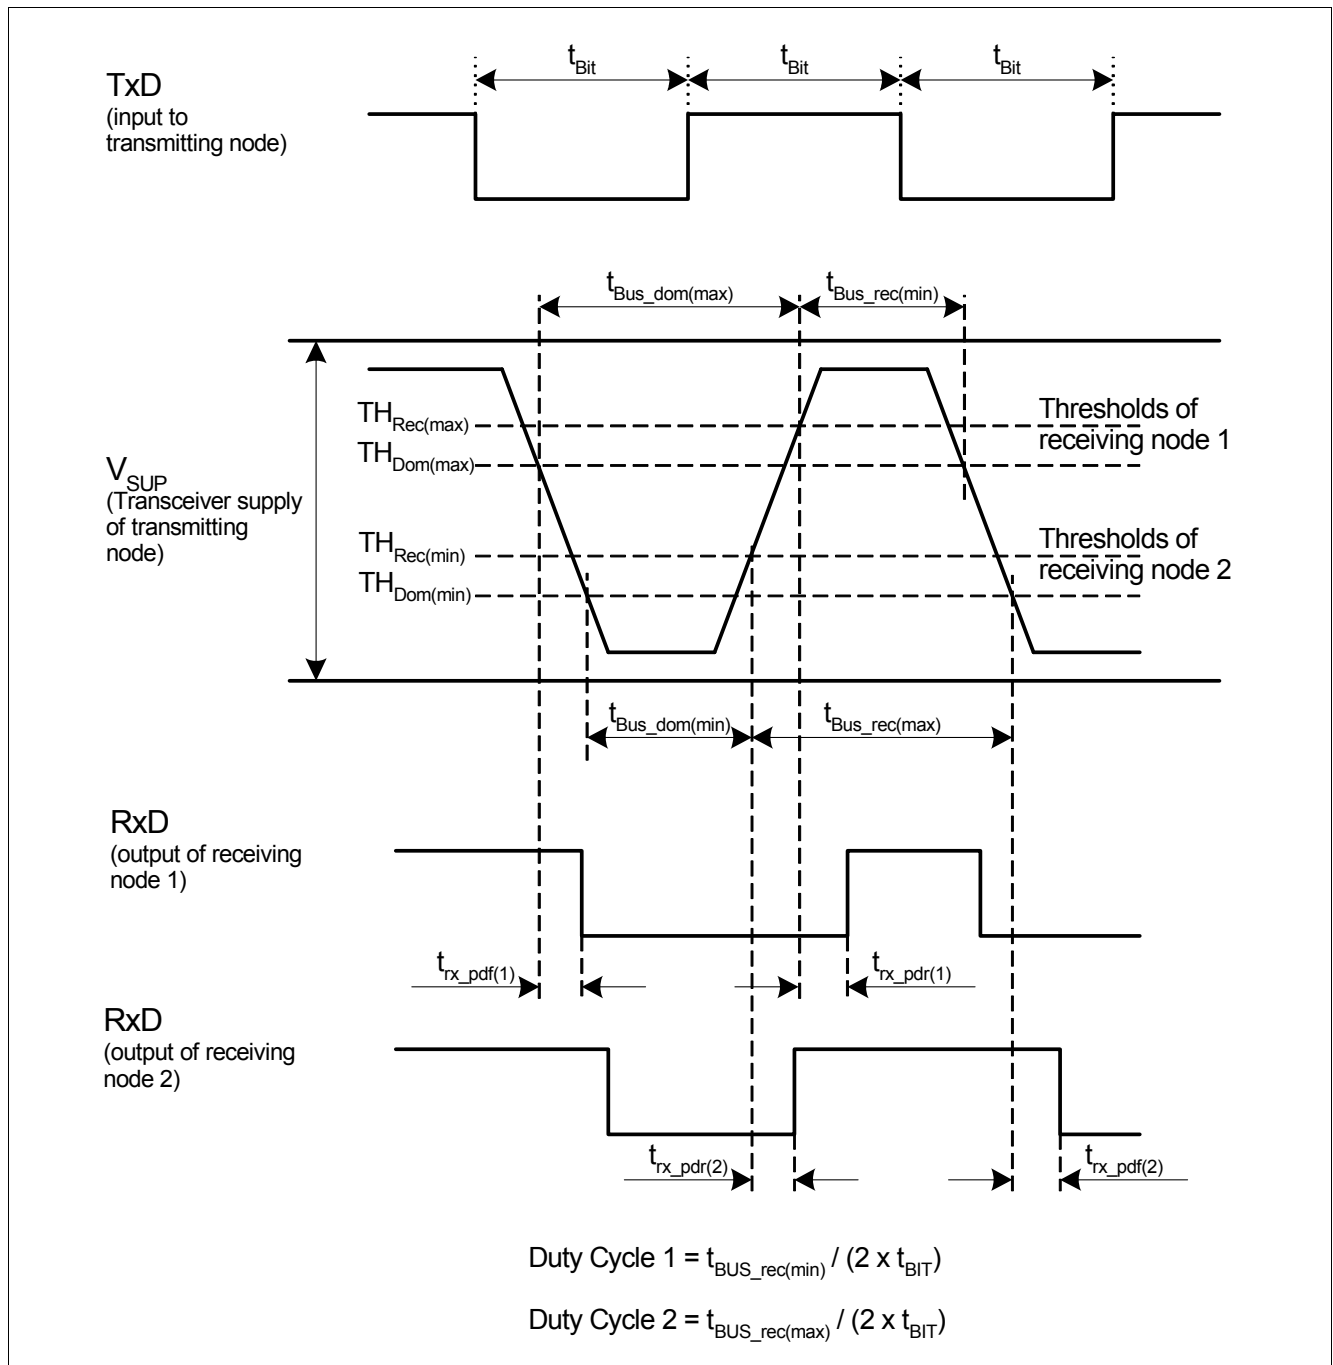 t_Bit t_Bit t_Bit
TxD
(input to
transmitting node)
t_Bus_dom(max) t_Bus_rec(min)
TH_Rec(max)
TH_Dom(max)
Thresholds of
receiving node 1
V_SUP
(Transceiver supply
of transmitting
node)
TH_Rec(min)
TH_Dom(min)
Thresholds of
receiving node 2
t_Bus_dom(min) t_Bus_rec(max)
RxD
(output of receiving
node 1)
t_rx_pdf(1) t_rx_pdr(1)
RxD
(output of receiving
node 2)
t_rx_pdr(2) t_rx_pdf(2)
Duty Cycle 1 = t_BUS_rec(min) / (2 x t_BIT)
Duty Cycle 2 = t_BUS_rec(max) / (2 x t_BIT)